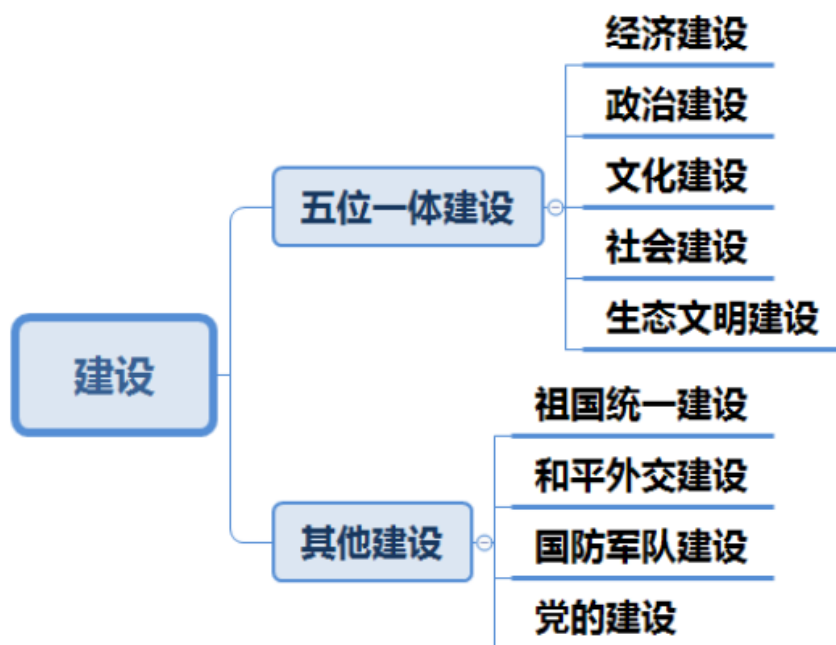 建设
五位一体建设
经济建设
政治建设
文化建设
社会建设
生态文明建设
其他建设
祖国统一建设
和平外交建设
国防军队建设
党的建设